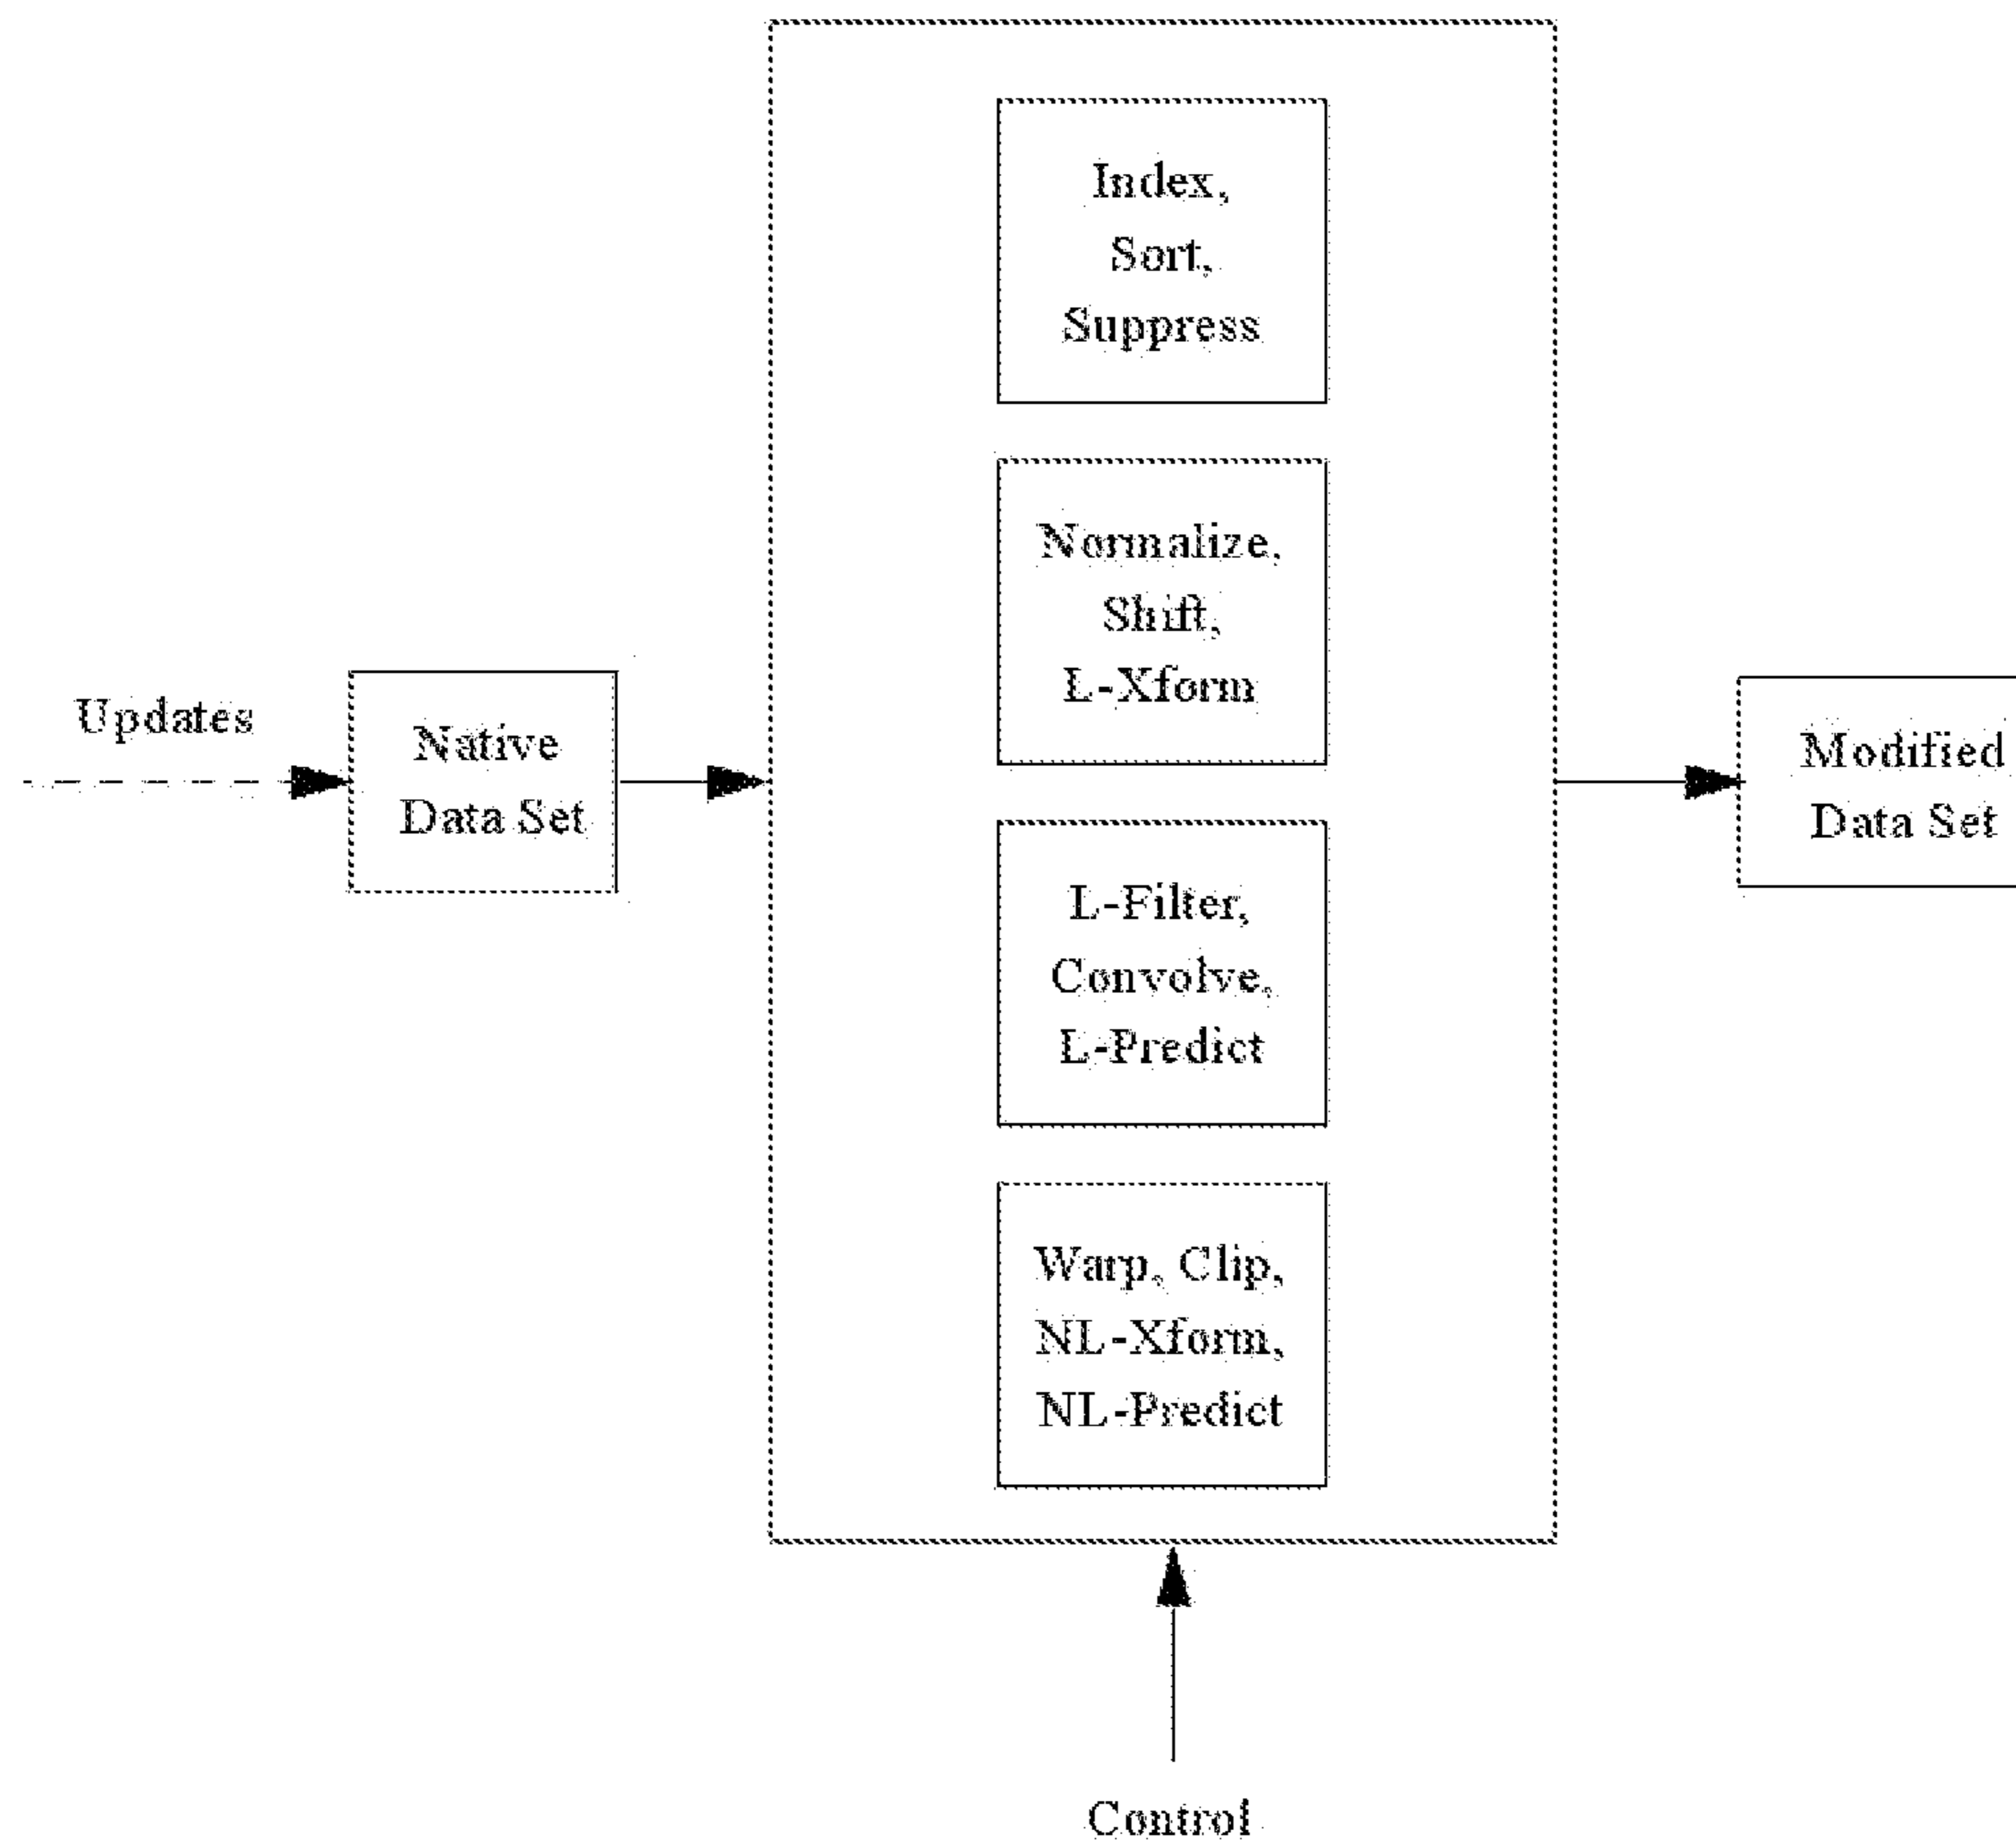 Updates
Native
Data Set
Index,
Sort,
Suppress
Normalize,
Shift,
L-Xform
L-Filter,
Convolve,
L-Predict
Warp, Clip,
NL-Xform,
NL-Predict
Modified
Data Set
Control